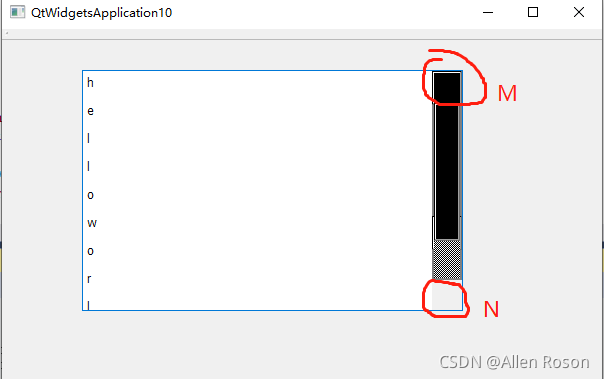 QtWidgetsApplication10
h
e
l
l
o
w
o
r
l
M
N
CSDN @Allen Roson